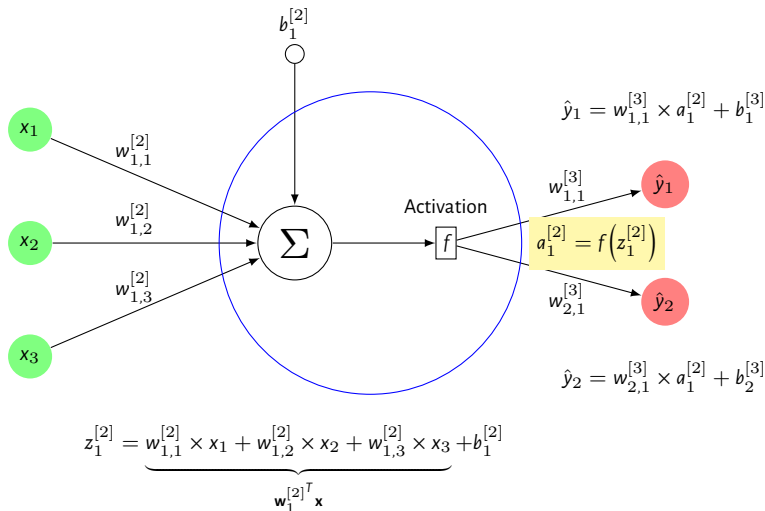 b_1^{[2]}
ŷ_1 = w_{1,1}^{[3]} × a_1^{[2]} + b_1^{[3]}
x_1
w_{1,1}^{[2]}
w_{1,1}^{[3]}
ŷ_1
Activation
x_2
w_{1,2}^{[2]}
Σ
f
a_1^{[2]} = f(z_1^{[2]})
w_{1,3}^{[2]}
w_{2,1}^{[3]}
ŷ_2
x_3
ŷ_2 = w_{2,1}^{[3]} × a_1^{[2]} + b_2^{[3]}
z_1^{[2]} = w_{1,1}^{[2]} × x_1 + w_{1,2}^{[2]} × x_2 + w_{1,3}^{[2]} × x_3 + b_1^{[2]}
w_1^{[2]^T} x